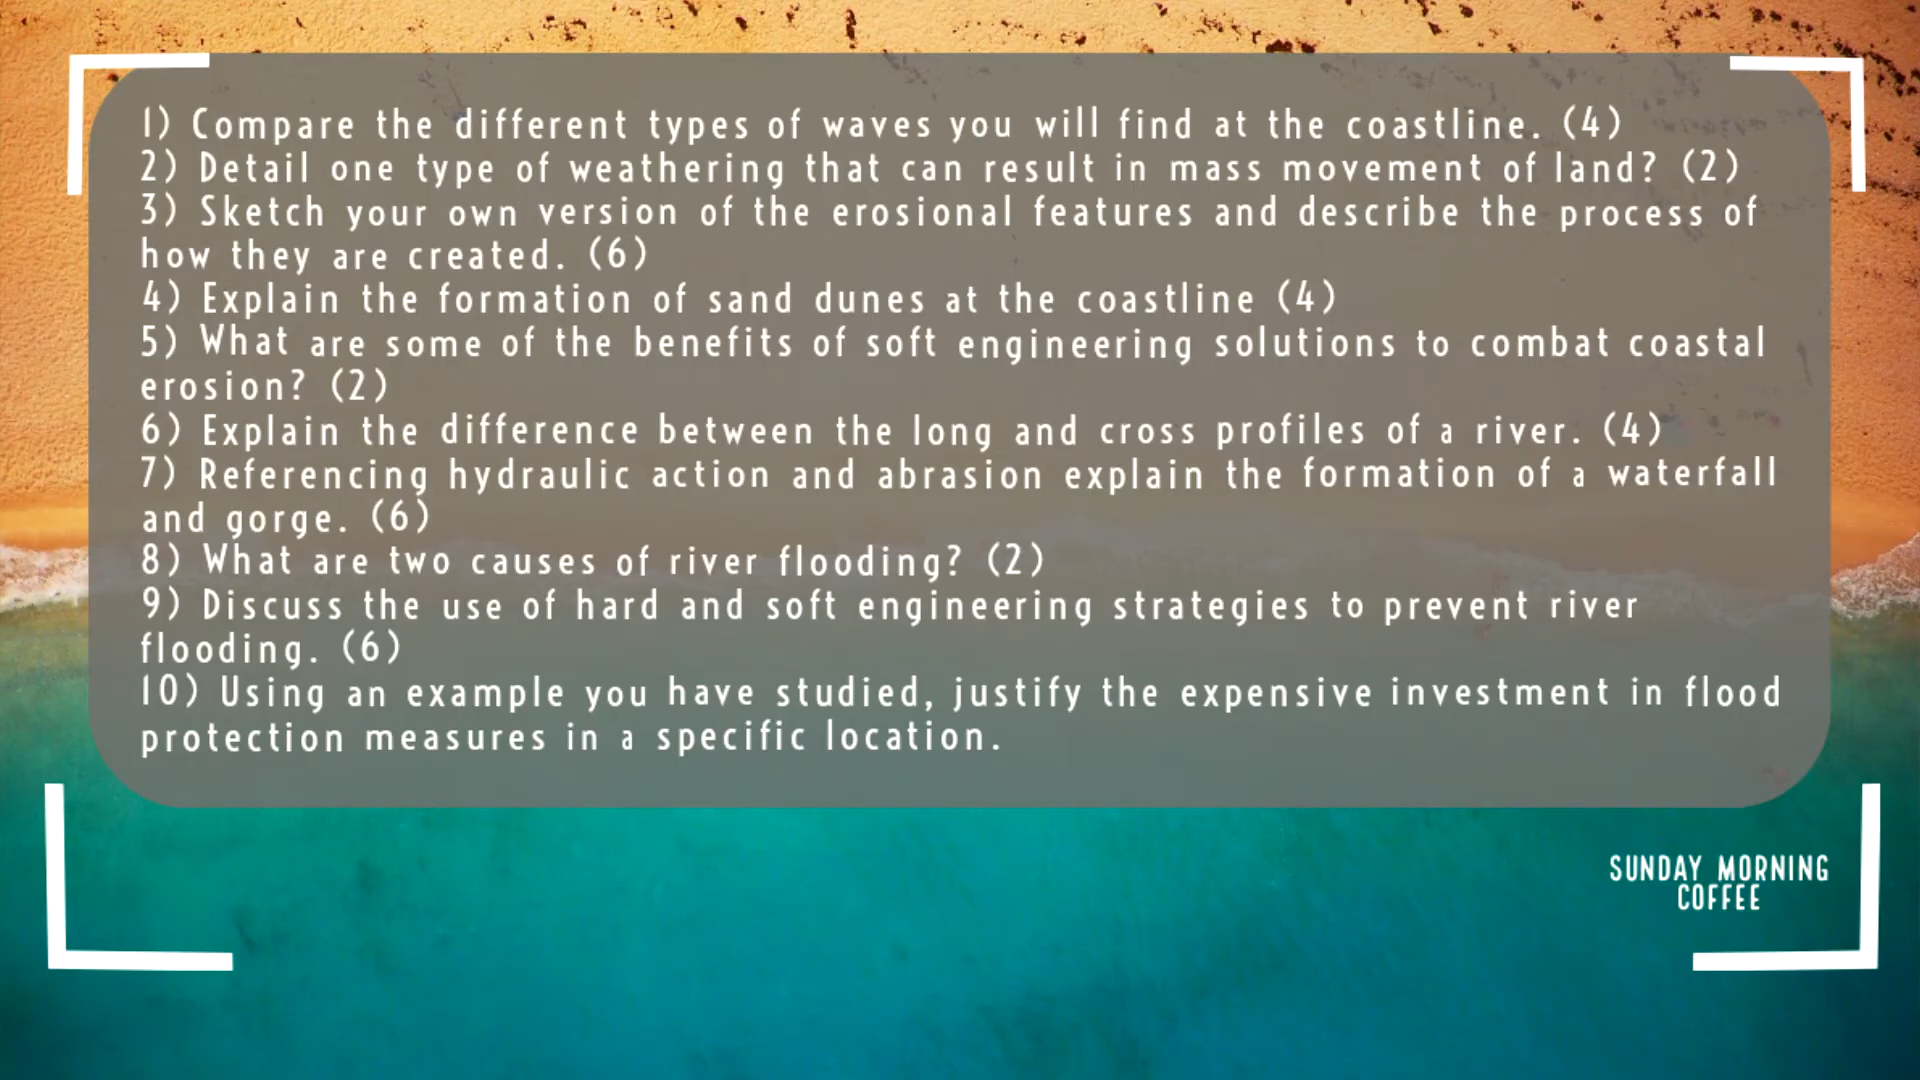 1) Compare the different types of waves you will find at the coastline. (4)
2) Detail one type of weathering that can result in mass movement of land? (2)
3) Sketch your own version of the erosional features and describe the process of
how they are created. (6)
4) Explain the formation of sand dunes at the coastline (4)
5) What are some of the benefits of soft engineering solutions to combat coastal
erosion? (2)
6) Explain the difference between the long and cross profiles of a river. (4)
7) Referencing hydraulic action and abrasion explain the formation of a waterfall
and gorge. (6)
8) What are two causes of river flooding? (2)
9) Discuss the use of hard and soft engineering strategies to prevent river
flooding. (6)
10) Using an example you have studied, justify the expensive investment in flood
protection measures in a specific location.
SUNDAY MORNING
COFFEE